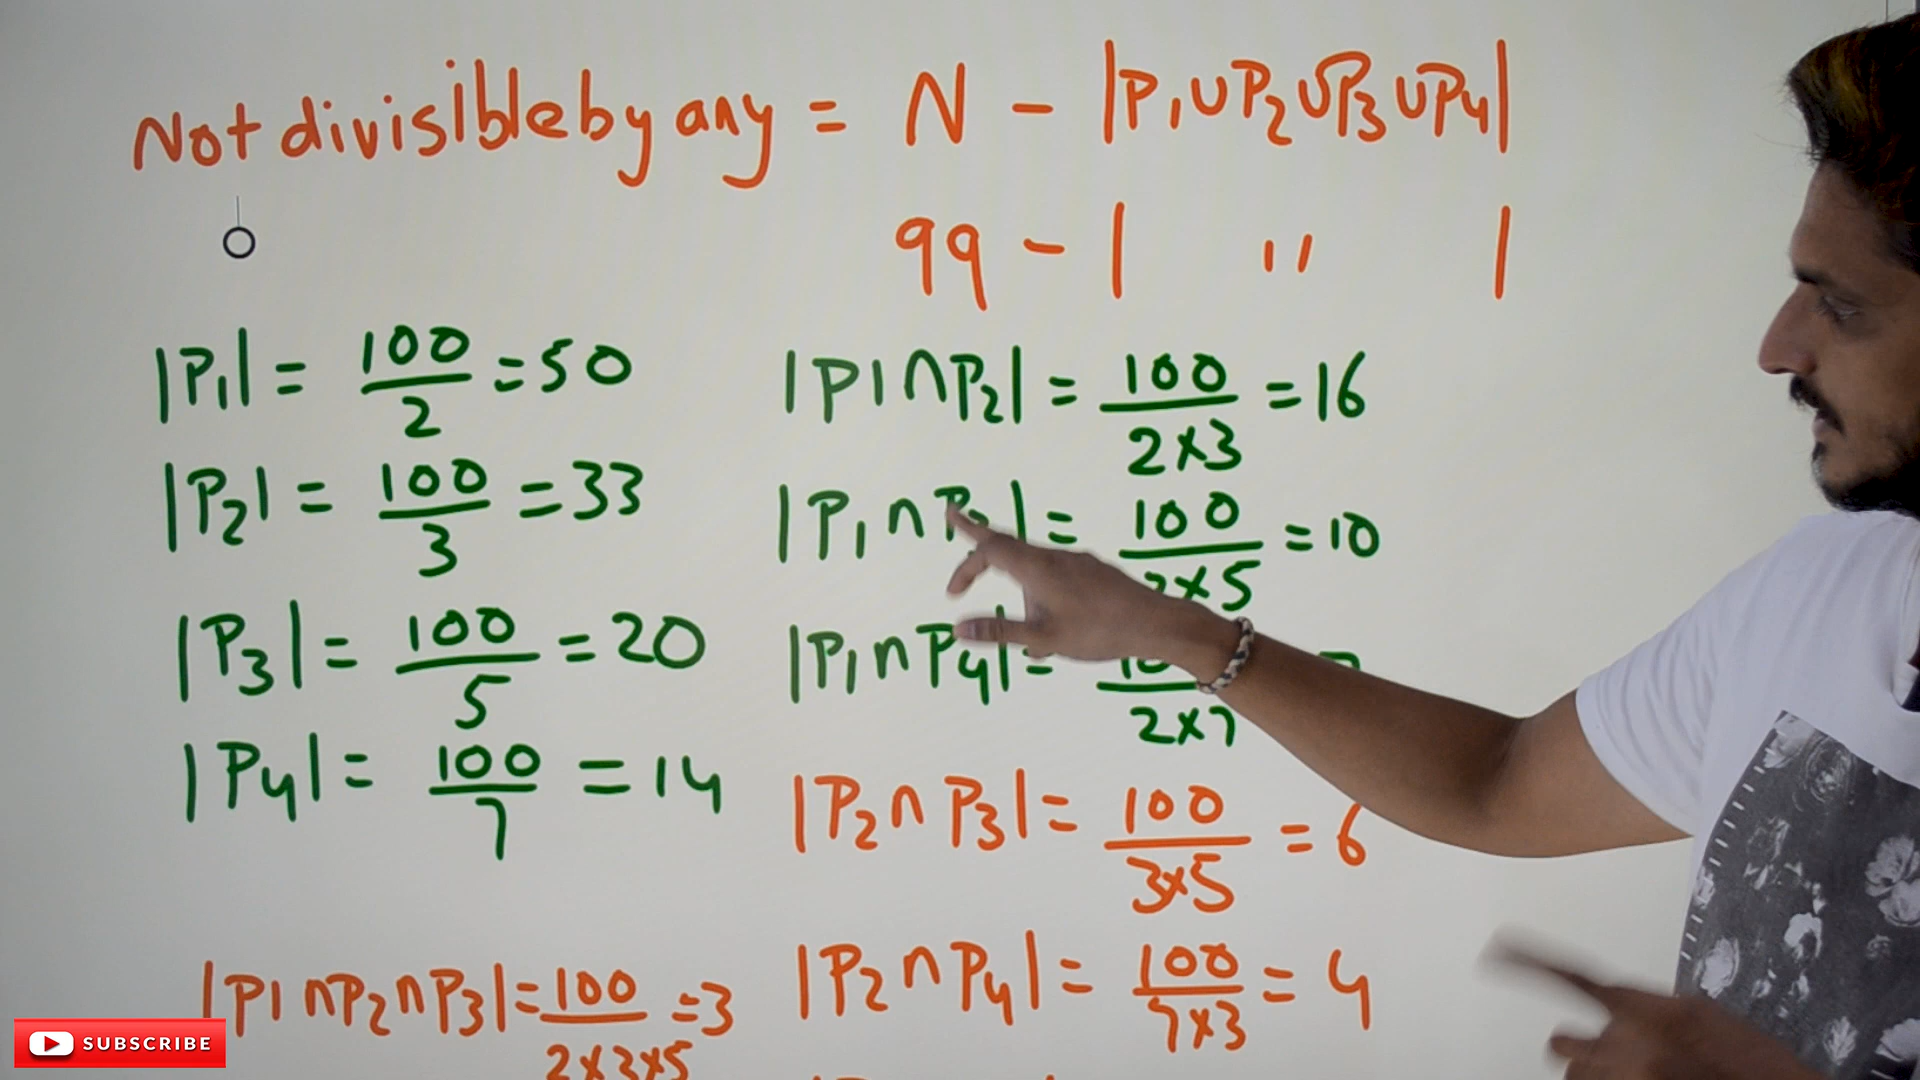 Not divisible by any = N - |P1∪P2∪P3∪P4|
99 - | " |
|P1| = 100/2 = 50
|P2| = 100/3 = 33
|P3| = 100/5 = 20
|P4| = 100/7 = 14
|P1∩P2| = 100/2×3 = 16
|P1∩P3| = 100/2×5 = 10
|P1∩P4| = 2×7
|P2∩P3| = 100/3×5 = 6
|P2∩P4| = 100/7×3 = 4
|P1∩P2∩P3| = 100/2×3×5 = 3
SUBSCRIBE